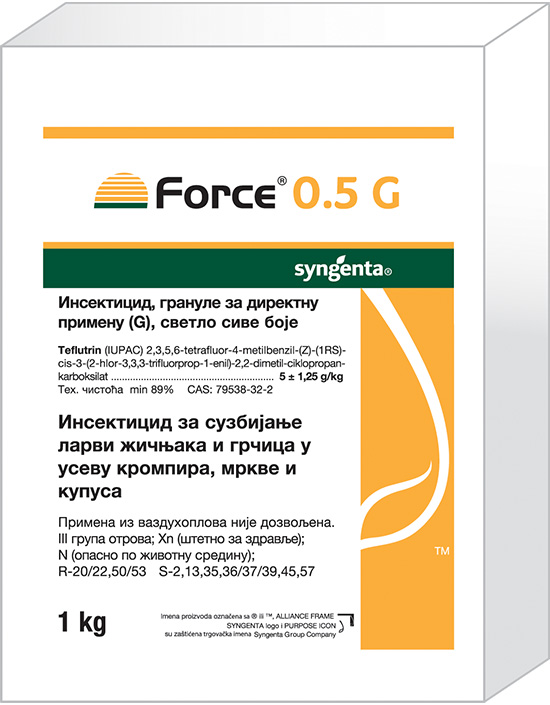 Force® 0.5 G
syngenta®
Инсектицид, грануле за директну
примену (G), светло сиве боје
Teflutrin (IUPAC) 2,3,5,6-tetrafluor-4-metilbenzil-(Z)-(1RS)-
cis-3-(2-hlor-3,3,3-trifluorprop-1-enil)-2,2-dimetil-ciklopropan-
karboksilat ................................................... 5 ± 1,25 g/kg
Тех. чистоћа min 89% CAS: 79538-32-2
Инсектицид за сузбијање
ларви жичњака и грчица у
усеву кромпира, мркве и
купуса
Примена из ваздухоплова није дозвољена.
III група отрова; Xn (штетно за здравље);
N (опасно по животну средину);
R-20/22,50/53 S-2,13,35,36/37/39,45,57
TM
1 kg
Imena proizvoda označena sa ® ili ™, ALLIANCE FRAME
SYNGENTA logo i PURPOSE ICON
su zaštićena trgovačka imena Syngenta Group Company